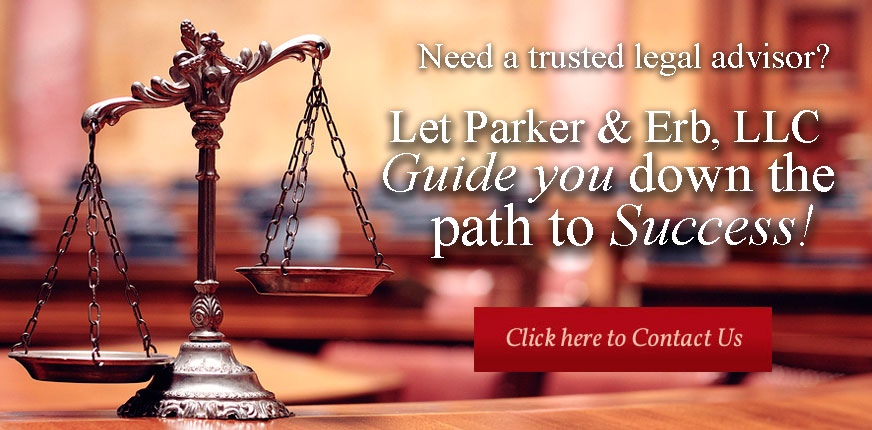 Need a trusted legal advisor?
Let Parker & Erb, LLC
Guide you down the
path to Success!
Click here to Contact Us